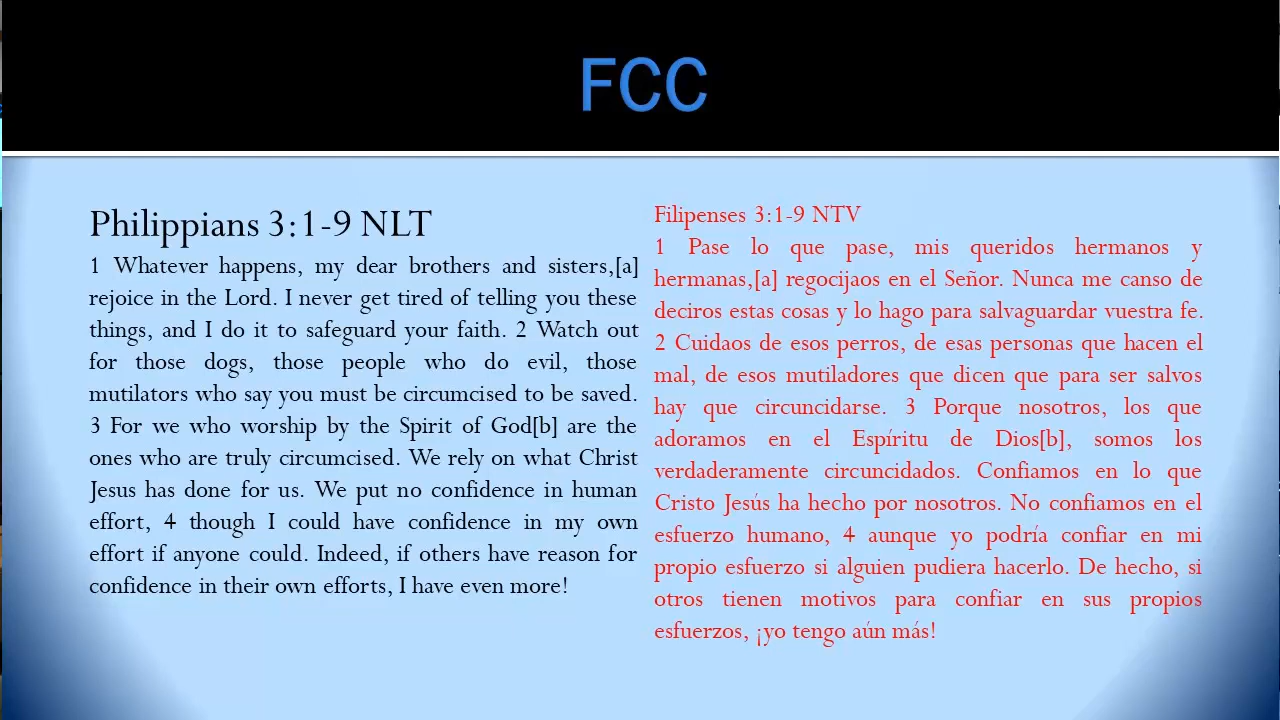 FCC
Philippians 3:1-9 NLT
1 Whatever happens, my dear brothers and sisters,[a]
rejoice in the Lord. I never get tired of telling you these
things, and I do it to safeguard your faith. 2 Watch out
for those dogs, those people who do evil, those
mutilators who say you must be circumcised to be saved.
3 For we who worship by the Spirit of God[b] are the
ones who are truly circumcised. We rely on what Christ
Jesus has done for us. We put no confidence in human
effort, 4 though I could have confidence in my own
effort if anyone could. Indeed, if others have reason for
confidence in their own efforts, I have even more!
Filipenses 3:1-9 NTV
1 Pase lo que pase, mis queridos hermanos y
hermanas,[a] regocijaos en el Señor. Nunca me canso de
deciros estas cosas y lo hago para salvaguardar vuestra fe.
2 Cuidaos de esos perros, de esas personas que hacen el
mal, de esos mutiladores que dicen que para ser salvos
hay que circuncidarse. 3 Porque nosotros, los que
adoramos en el Espíritu de Dios[b], somos los
verdaderamente circuncidados. Confiamos en lo que
Cristo Jesús ha hecho por nosotros. No confiamos en el
esfuerzo humano, 4 aunque yo podría confiar en mi
propio esfuerzo si alguien pudiera hacerlo. De hecho, si
otros tienen motivos para confiar en sus propios
esfuerzos, ¡yo tengo aún más!